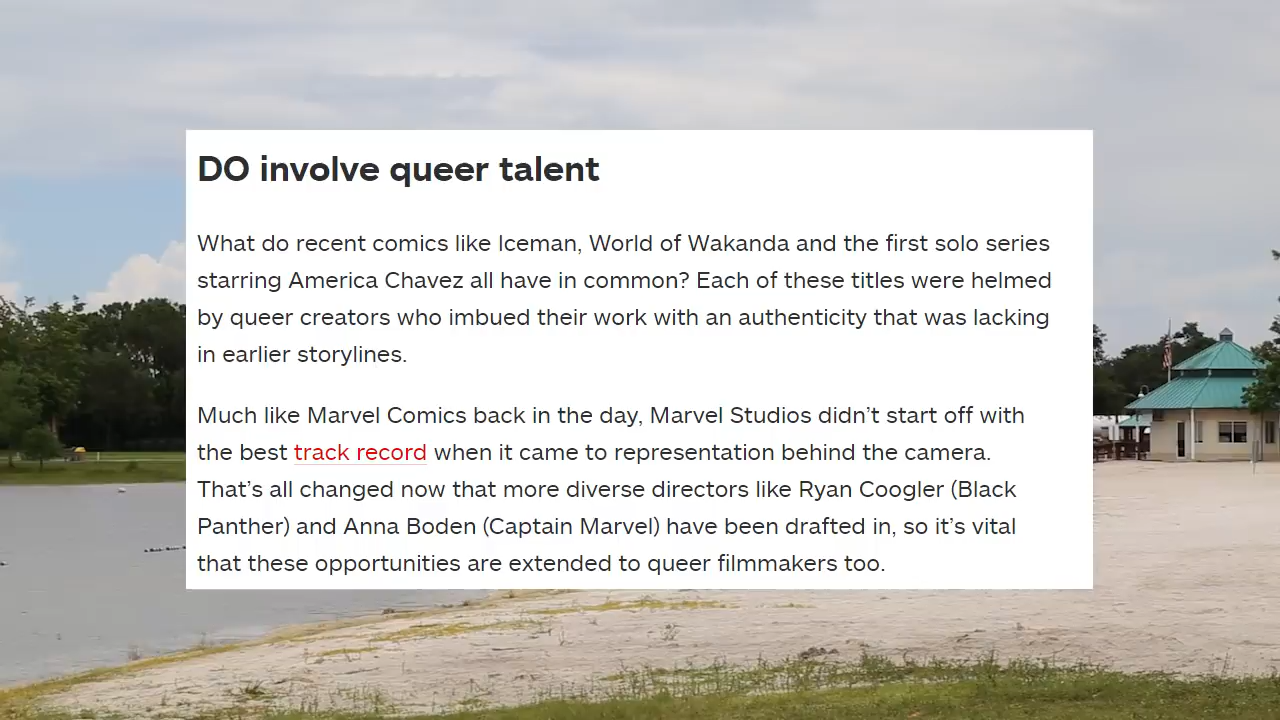 DO involve queer talent
What do recent comics like Iceman, World of Wakanda and the first solo series
starring America Chavez all have in common? Each of these titles were helmed
by queer creators who imbued their work with an authenticity that was lacking
in earlier storylines.
Much like Marvel Comics back in the day, Marvel Studios didn’t start off with
the best track record when it came to representation behind the camera.
That’s all changed now that more diverse directors like Ryan Coogler (Black
Panther) and Anna Boden (Captain Marvel) have been drafted in, so it’s vital
that these opportunities are extended to queer filmmakers too.